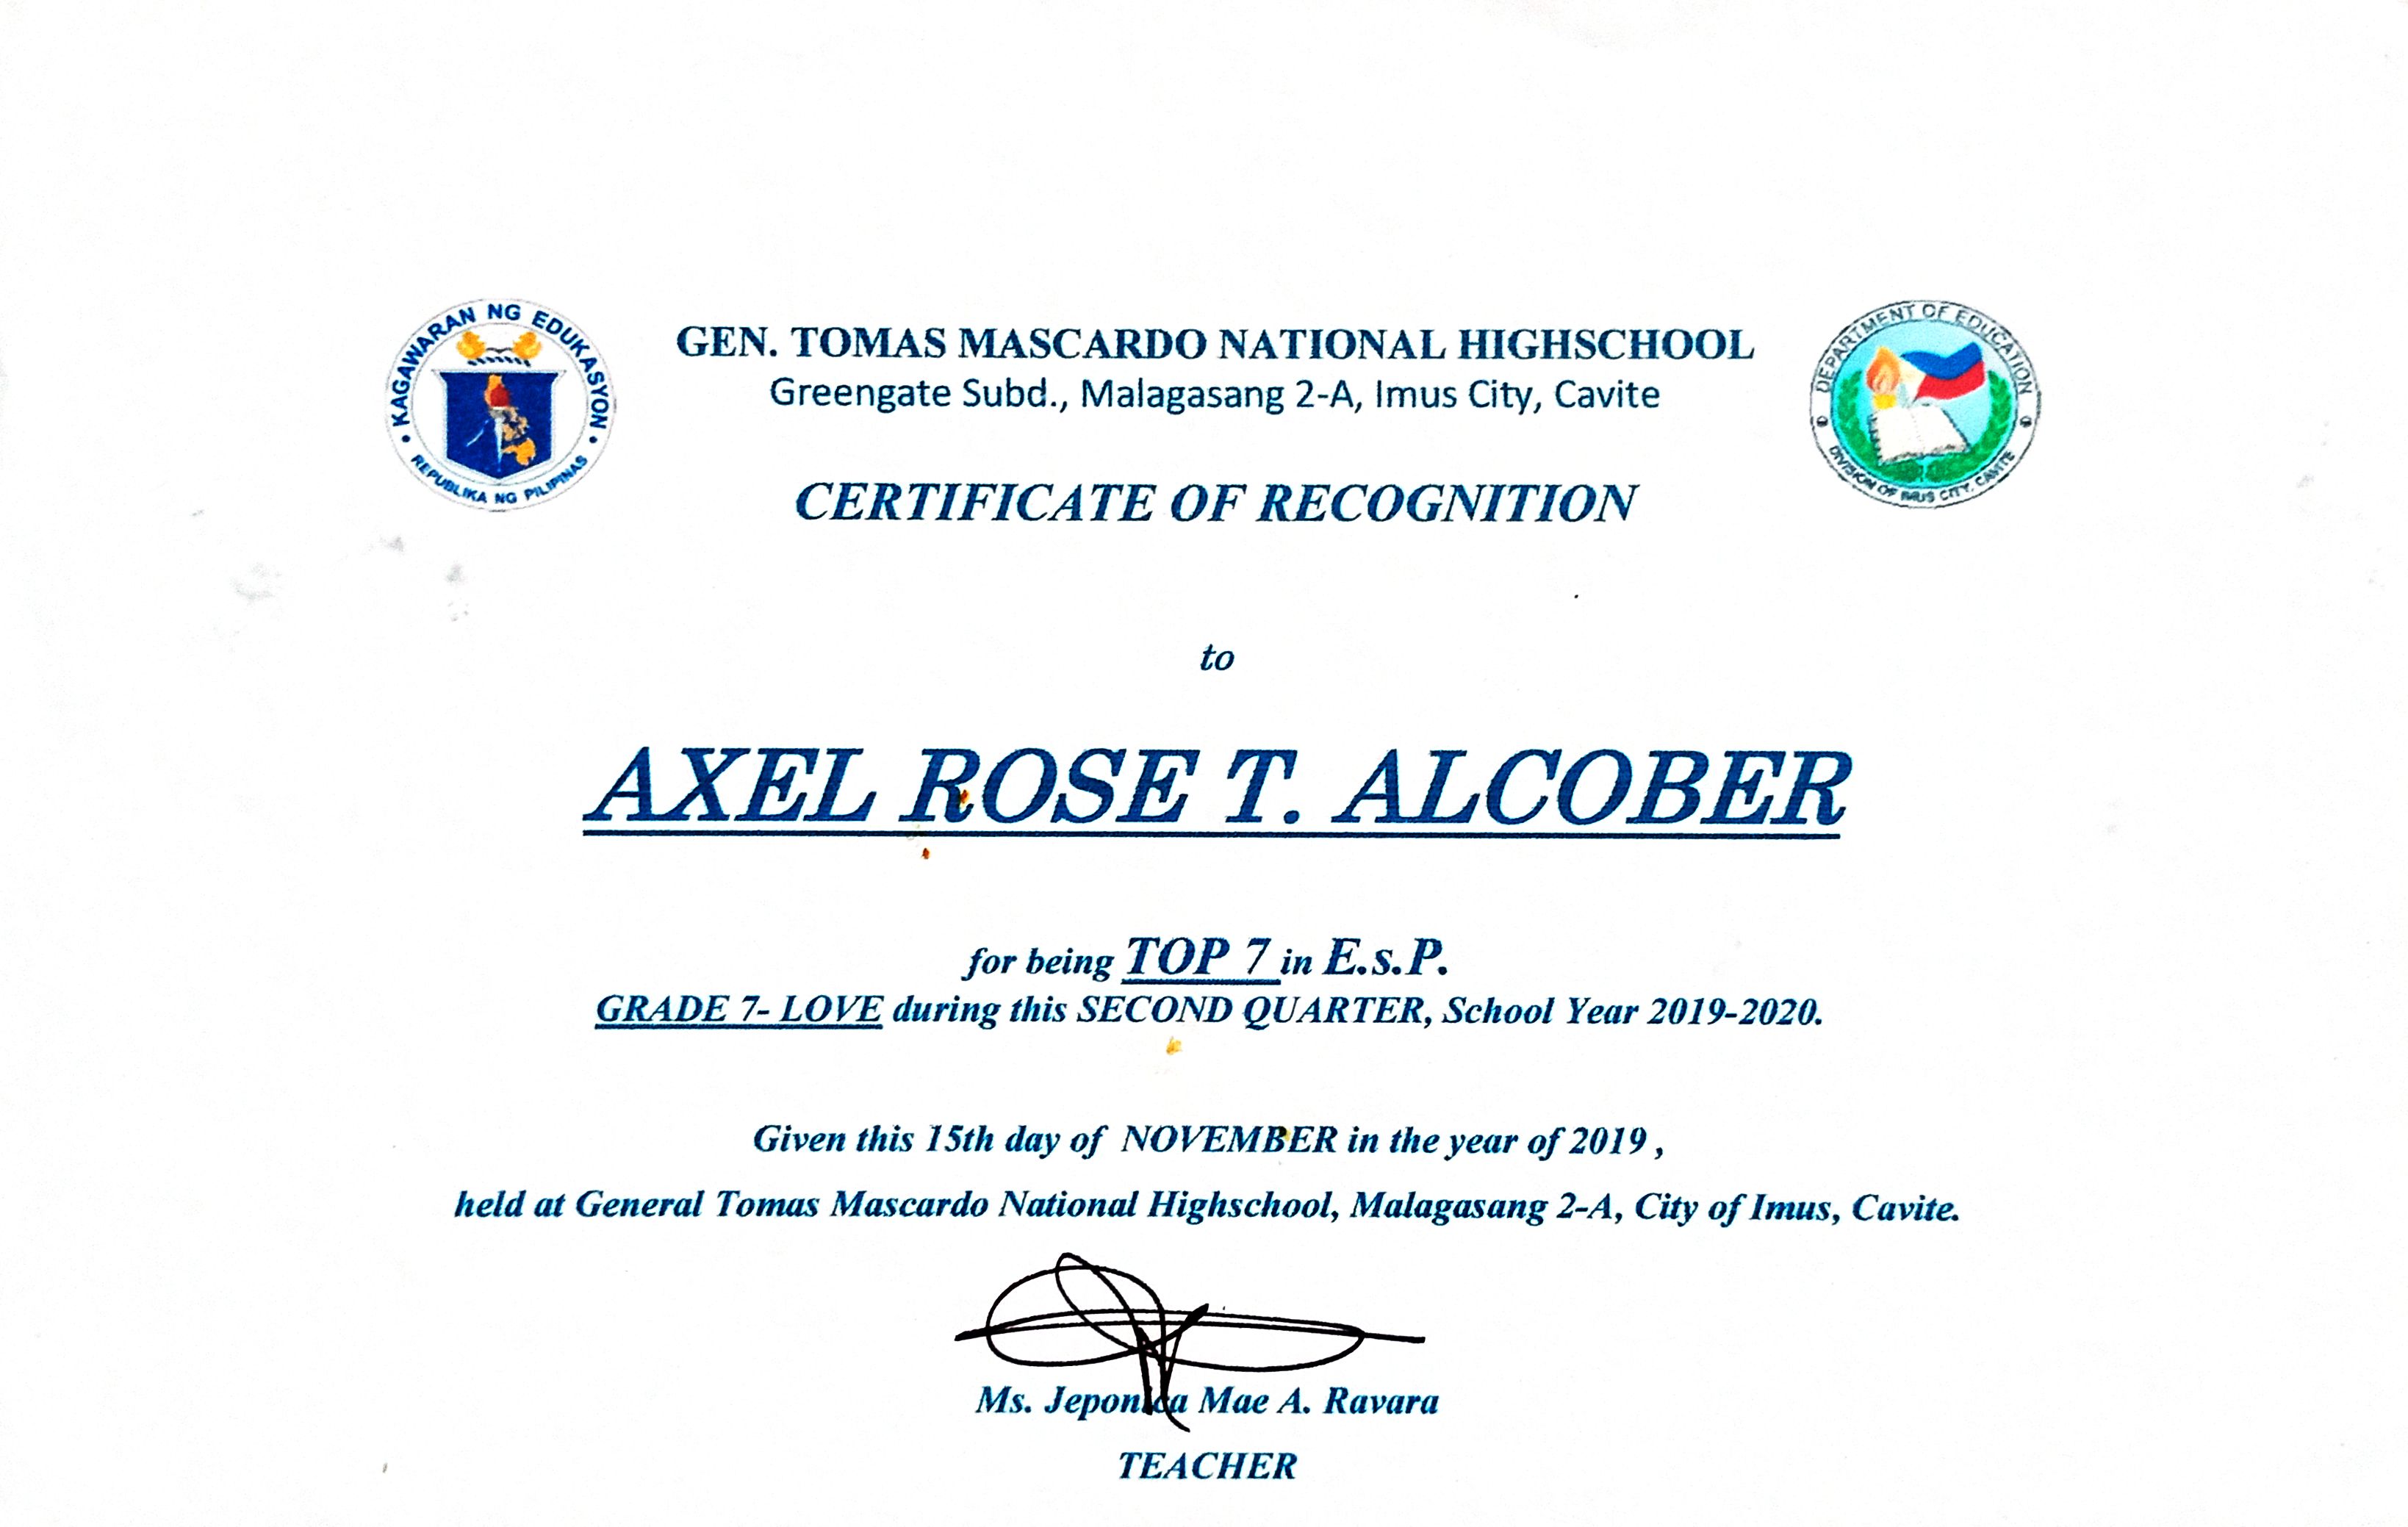 KAGAWARAN NG EDUKASYON
REPUBLIKA NG PILIPINAS
GEN. TOMAS MASCARDO NATIONAL HIGHSCHOOL
Greengate Subd., Malagasang 2-A, Imus City, Cavite
DEPARTMENT OF EDUCATION
DIVISION OF IMUS CITY, CAVITE
CERTIFICATE OF RECOGNITION
to
AXEL ROSE T. ALCOBER
for being TOP 7 in E.s.P.
GRADE 7- LOVE during this SECOND QUARTER, School Year 2019-2020.
Given this 15th day of NOVEMBER in the year of 2019 ,
held at General Tomas Mascardo National Highschool, Malagasang 2-A, City of Imus, Cavite.
Ms. Jeponica Mae A. Ravara
TEACHER